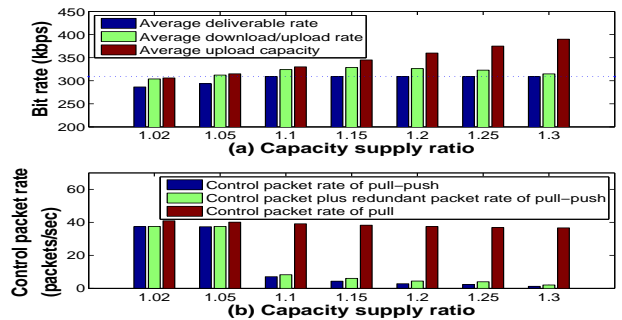 450
400
350
300
250
200
Bit rate (kbps)
Average deliverable rate
Average download/upload rate
Average upload capacity
1.02 1.05 1.1 1.15 1.2 1.25 1.3
(a) Capacity supply ratio
60
40
20
0
Control packet rate
(packets/sec)
Control packet rate of pull-push
Control packet plus redundant packet rate of pull-push
Control packet rate of pull
1.02 1.05 1.1 1.15 1.2 1.25 1.3
(b) Capacity supply ratio